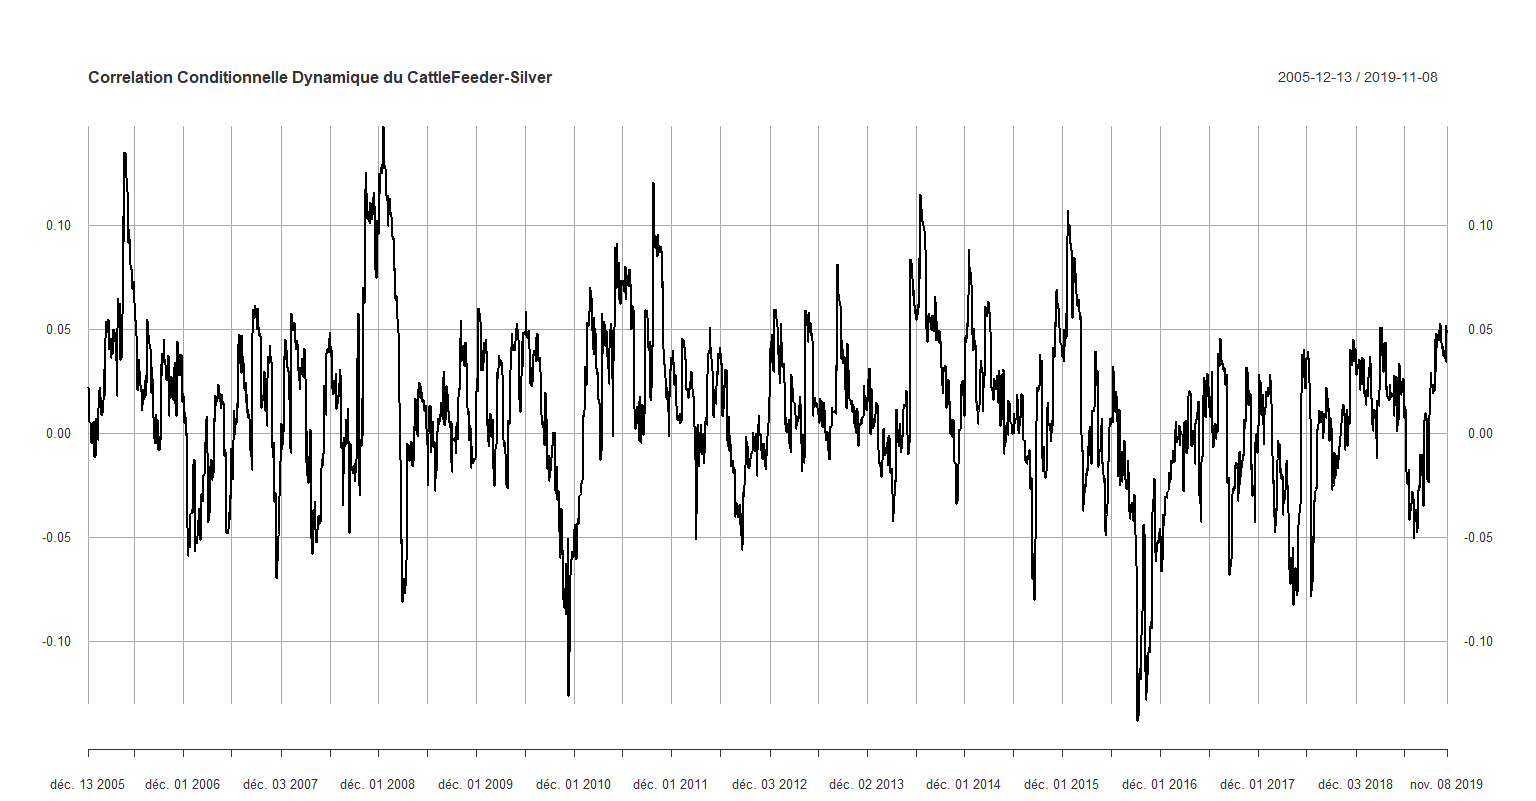 Correlation Conditionnelle Dynamique du CattleFeeder-Silver 2005-12-13 / 2019-11-08
0.10 0.10
0.05 0.05
0.00 0.00
-0.05 -0.05
-0.10 -0.10
déc. 13 2005 déc. 01 2006 déc. 03 2007 déc. 01 2008 déc. 01 2009 déc. 01 2010 déc. 01 2011 déc. 03 2012 déc. 02 2013 déc. 01 2014 déc. 01 2015 déc. 01 2016 déc. 01 2017 déc. 03 2018 nov. 08 2019